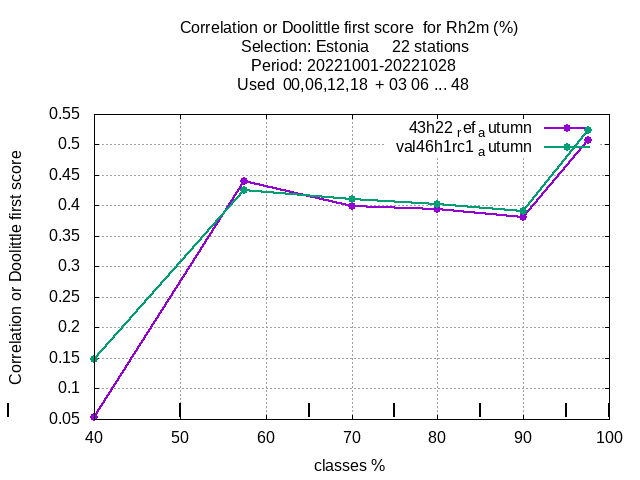 Correlation or Doolittle first score  for Rh2m (%)
Selection: Estonia     22 stations
Period: 20221001-20221028
Used  00,06,12,18  + 03 06 ... 48
43h22 ref autumn
val46h1rc1 autumn
Correlation or Doolittle first score
0.55
0.5
0.45
0.4
0.35
0.3
0.25
0.2
0.15
0.1
0.05
40 50 60 70 80 90 100
classes %